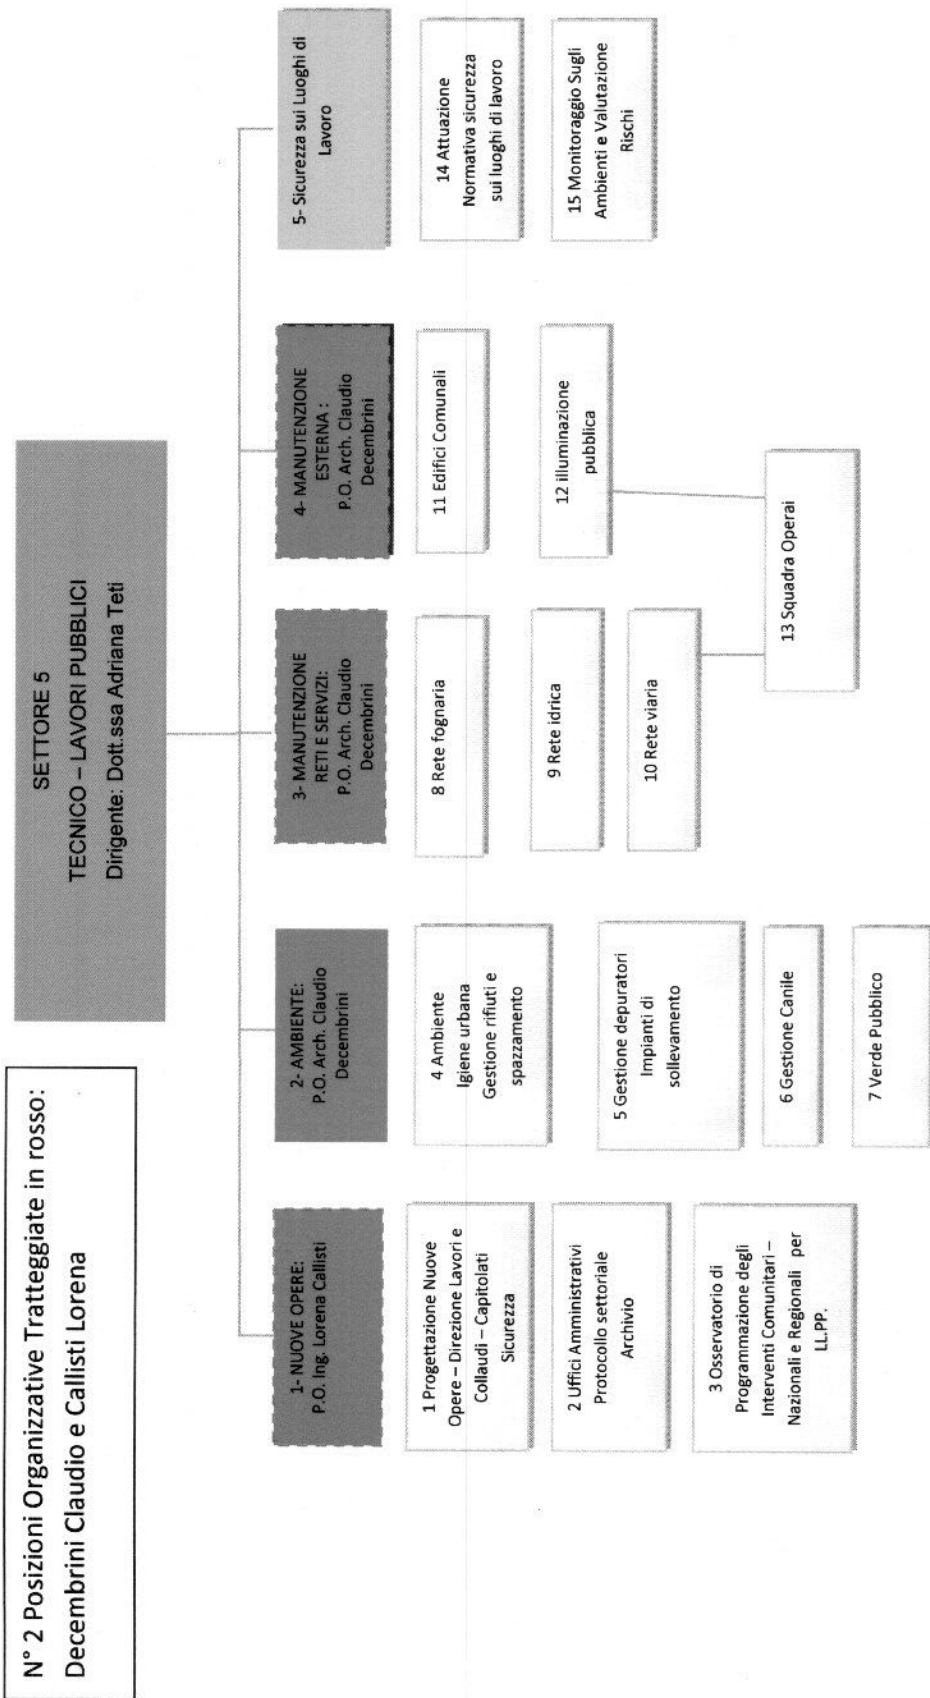 N° 2 Posizioni Organizzative Tratteggiate in rosso:
Decembrini Claudio e Callisti Lorena
SETTORE 5
TECNICO – LAVORI PUBBLICI
Dirigente: Dott.ssa Adriana Teti
1- NUOVE OPERE:
P.O. Ing. Lorena Callisti
1 Progettazione Nuove
Opere – Direzione Lavori e
Collaudi – Capitolati
Sicurezza
2 Uffici Amministrativi
Protocollo settoriale
Archivio
3 Osservatorio di
Programmazione degli
Interventi Comunitari –
Nazionali e Regionali per
LL.PP.
2- AMBIENTE:
P.O. Arch. Claudio
Decembrini
4 Ambiente
Igiene urbana
Gestione rifiuti e
spazzamento
5 Gestione depuratori
Impianti di
sollevamento
6 Gestione Canile
7 Verde Pubblico
3- MANUTENZIONE
RETI E SERVIZI:
P.O. Arch. Claudio
Decembrini
8 Rete fognaria
9 Rete idrica
10 Rete viaria
4- MANUTENZIONE
ESTERNA :
P.O. Arch. Claudio
Decembrini
11 Edifici Comunali
12 illuminazione
pubblica
13 Squadra Operai
5- Sicurezza sui Luoghi di
Lavoro
14 Attuazione
Normativa sicurezza
sui luoghi di lavoro
15 Monitoraggio Sugli
Ambienti e Valutazione
Rischi